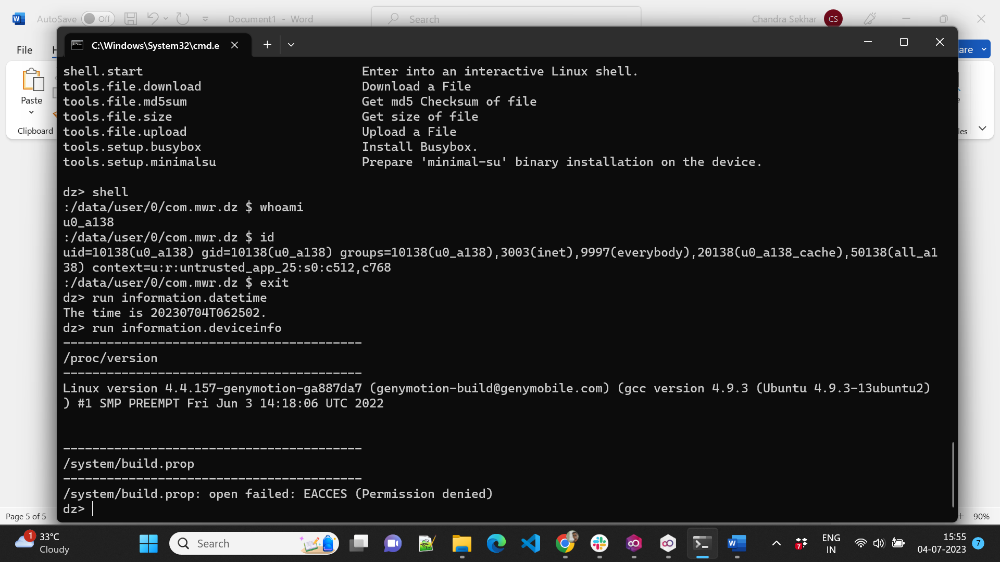 AutoSave Off Document1 - Word Search Chandra Sekhar CS
C:\Windows\System32\cmd.e
File
are
Paste
Clipboard
les
shell.start Enter into an interactive Linux shell.
tools.file.download Download a File
tools.file.md5sum Get md5 Checksum of file
tools.file.size Get size of file
tools.file.upload Upload a File
tools.setup.busybox Install Busybox.
tools.setup.minimalsu Prepare 'minimal-su' binary installation on the device.
dz> shell
:/data/user/0/com.mwr.dz $ whoami
u0_a138
:/data/user/0/com.mwr.dz $ id
uid=10138(u0_a138) gid=10138(u0_a138) groups=10138(u0_a138),3003(inet),9997(everybody),20138(u0_a138_cache),50138(all_a1
38) context=u:r:untrusted_app_25:s0:c512,c768
:/data/user/0/com.mwr.dz $ exit
dz> run information.datetime
The time is 20230704T062502.
dz> run information.deviceinfo
-----------------------------------------
/proc/version
-----------------------------------------
Linux version 4.4.157-genymotion-ga887da7 (genymotion-build@genymobile.com) (gcc version 4.9.3 (Ubuntu 4.9.3-13ubuntu2)
) #1 SMP PREEMPT Fri Jun 3 14:18:06 UTC 2022
-----------------------------------------
/system/build.prop
-----------------------------------------
/system/build.prop: open failed: EACCES (Permission denied)
dz>
Page 5 of 5 + 90%
1 33°C
Cloudy
Search
7
ENG
IN
15:55
04-07-2023
7